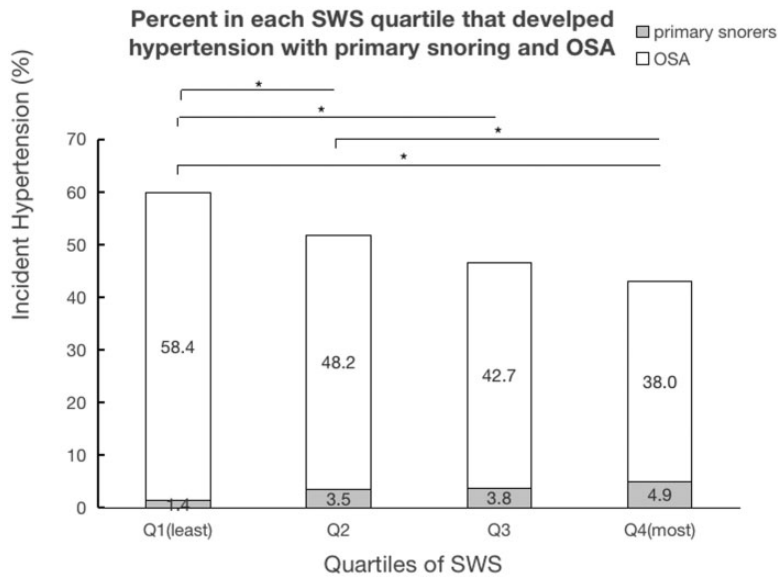 Percent in each SWS quartile that develped
hypertension with primary snoring and OSA
primary snorers
OSA
*
*
*
*
Incident Hypertension (%)
70
60
50
40
30
20
10
0
58.4
48.2
42.7
38.0
1.4
3.5
3.8
4.9
Q1(least)
Q2
Q3
Q4(most)
Quartiles of SWS